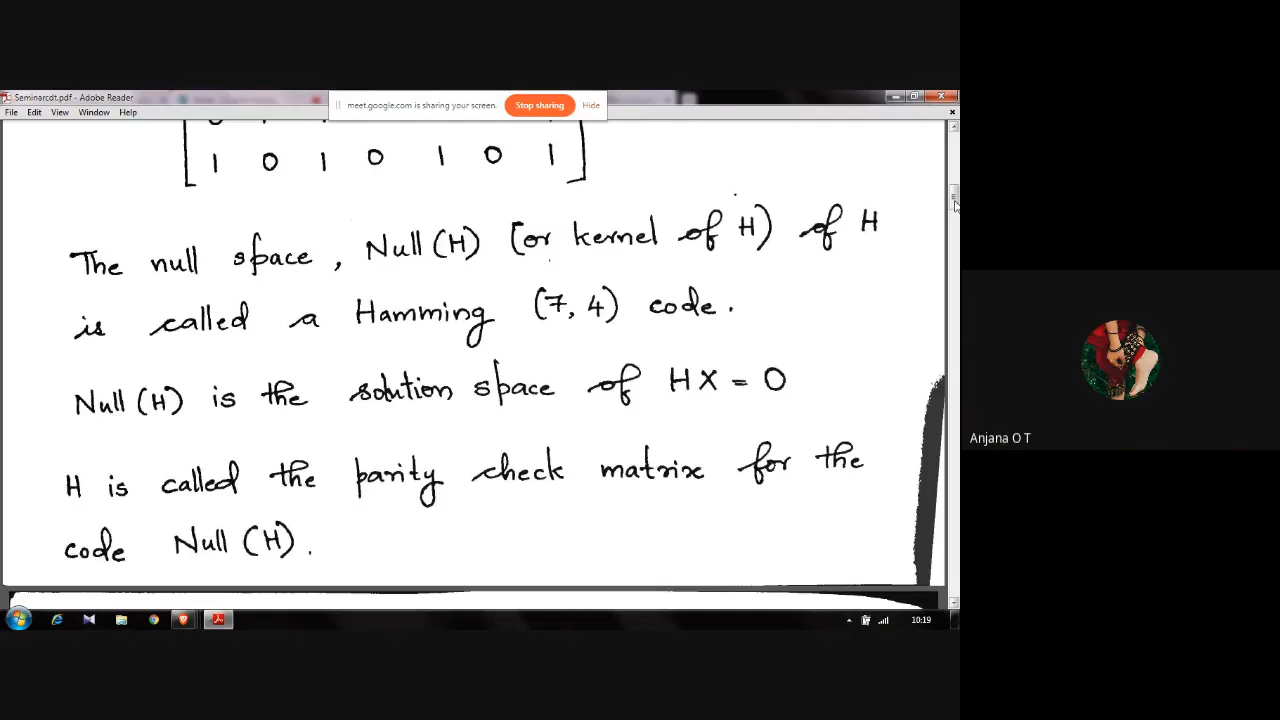 Seminarcdt.pdf - Adobe Reader
File Edit View Window Help
meet.google.com is sharing your screen. Stop sharing Hide
1 0 1 0 1 0 1
The null space, Null(H) (or kernel of H) of H
is called a Hamming (7, 4) code.
Null(H) is the solution space of HX = 0
H is called the parity check matrix for the
code Null(H).
Anjana O T
10:19